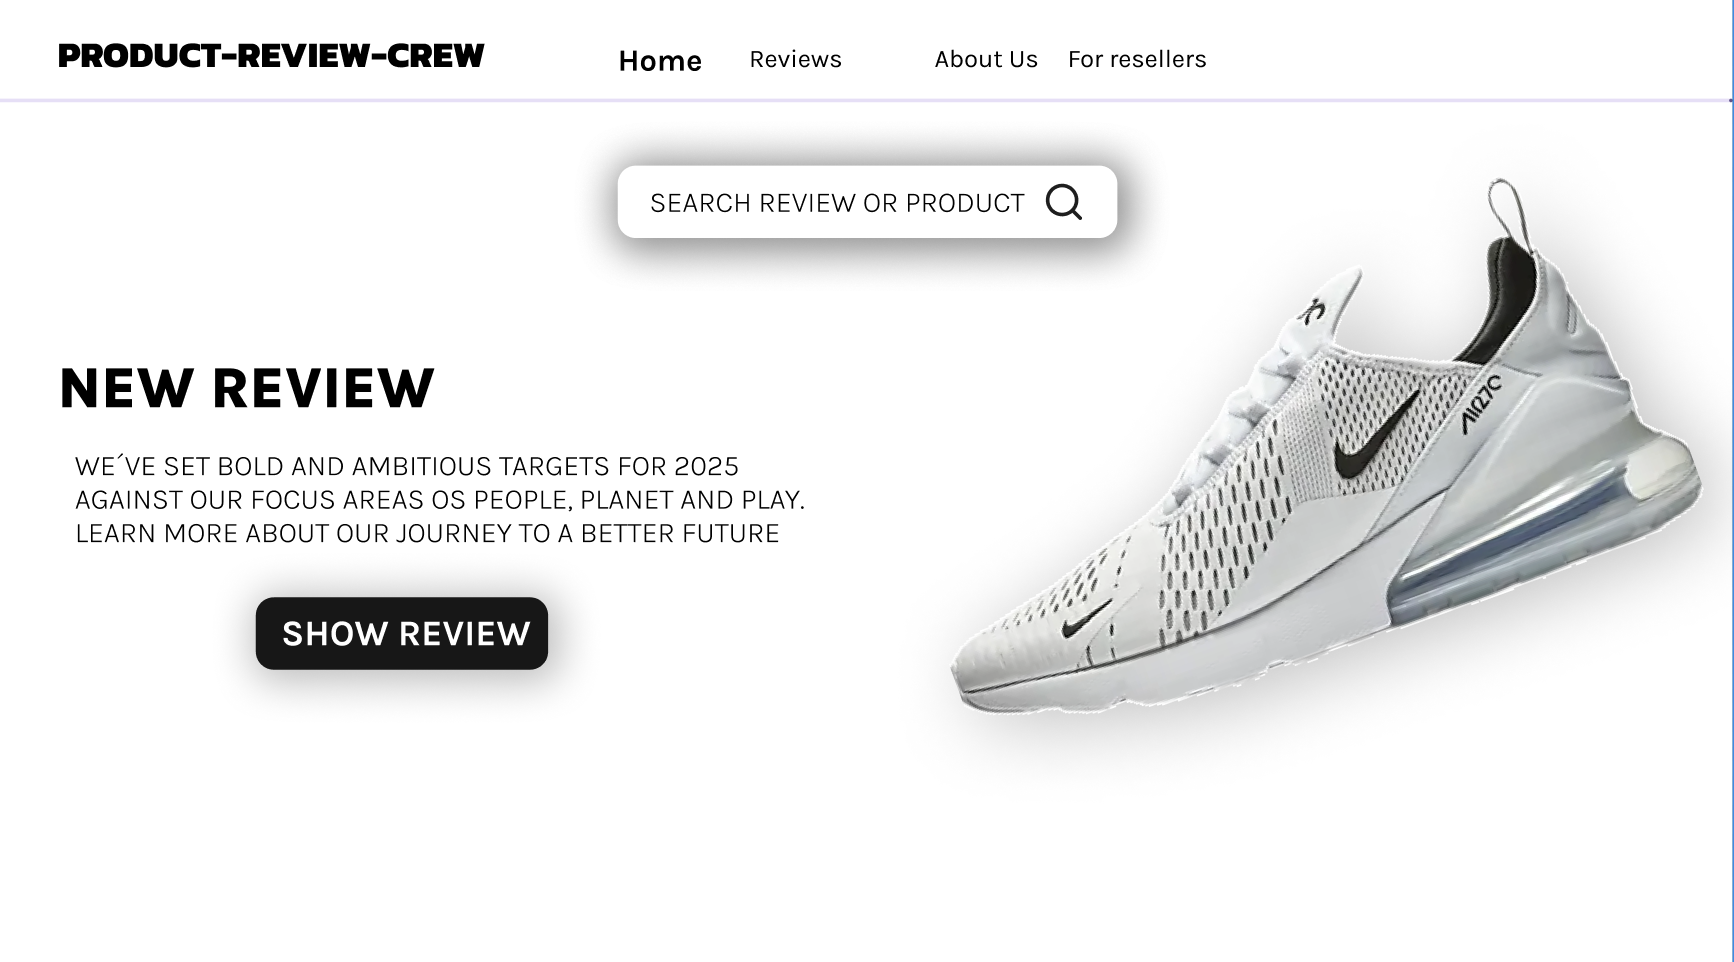 PRODUCT-REVIEW-CREW
Home Reviews About Us For resellers
SEARCH REVIEW OR PRODUCT
NEW REVIEW
WE´VE SET BOLD AND AMBITIOUS TARGETS FOR 2025
AGAINST OUR FOCUS AREAS OS PEOPLE, PLANET AND PLAY.
LEARN MORE ABOUT OUR JOURNEY TO A BETTER FUTURE
SHOW REVIEW